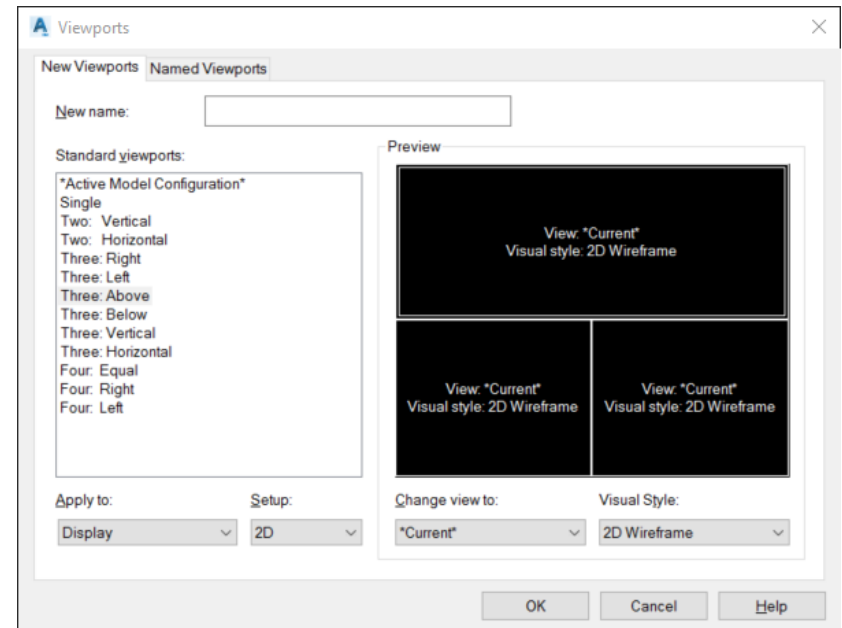 Viewports
New Viewports Named Viewports
New name:
Standard viewports:
*Active Model Configuration*
Single
Two: Vertical
Two: Horizontal
Three: Right
Three: Left
Three: Above
Three: Below
Three: Vertical
Three: Horizontal
Four: Equal
Four: Right
Four: Left
Apply to:
Display
Setup:
2D
Preview
View: *Current*
Visual style: 2D Wireframe
View: *Current*
Visual style: 2D Wireframe
View: *Current*
Visual style: 2D Wireframe
Change view to:
*Current*
Visual Style:
2D Wireframe
OK Cancel Help